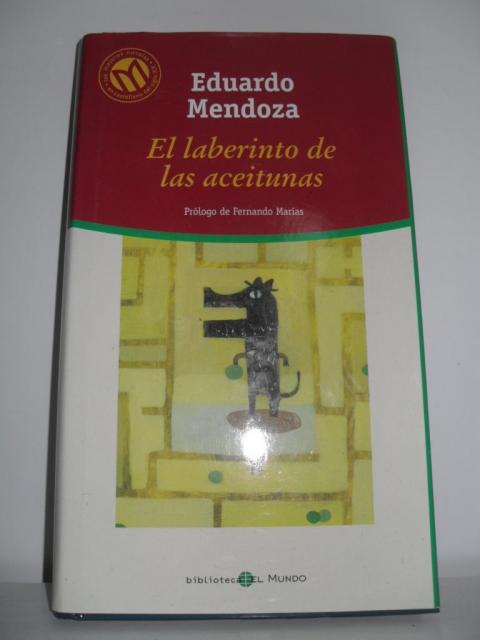 Eduardo
Mendoza
El laberinto de
las aceitunas
Prólogo de Fernando Marías
biblioteca EL MUNDO